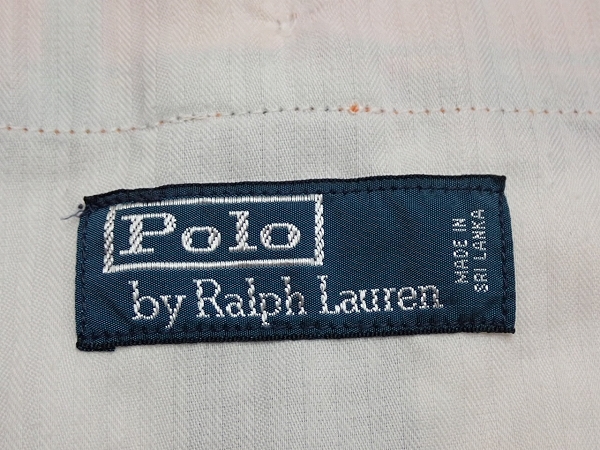 Polo
by Ralph Lauren
MADE IN
SRI LANKA